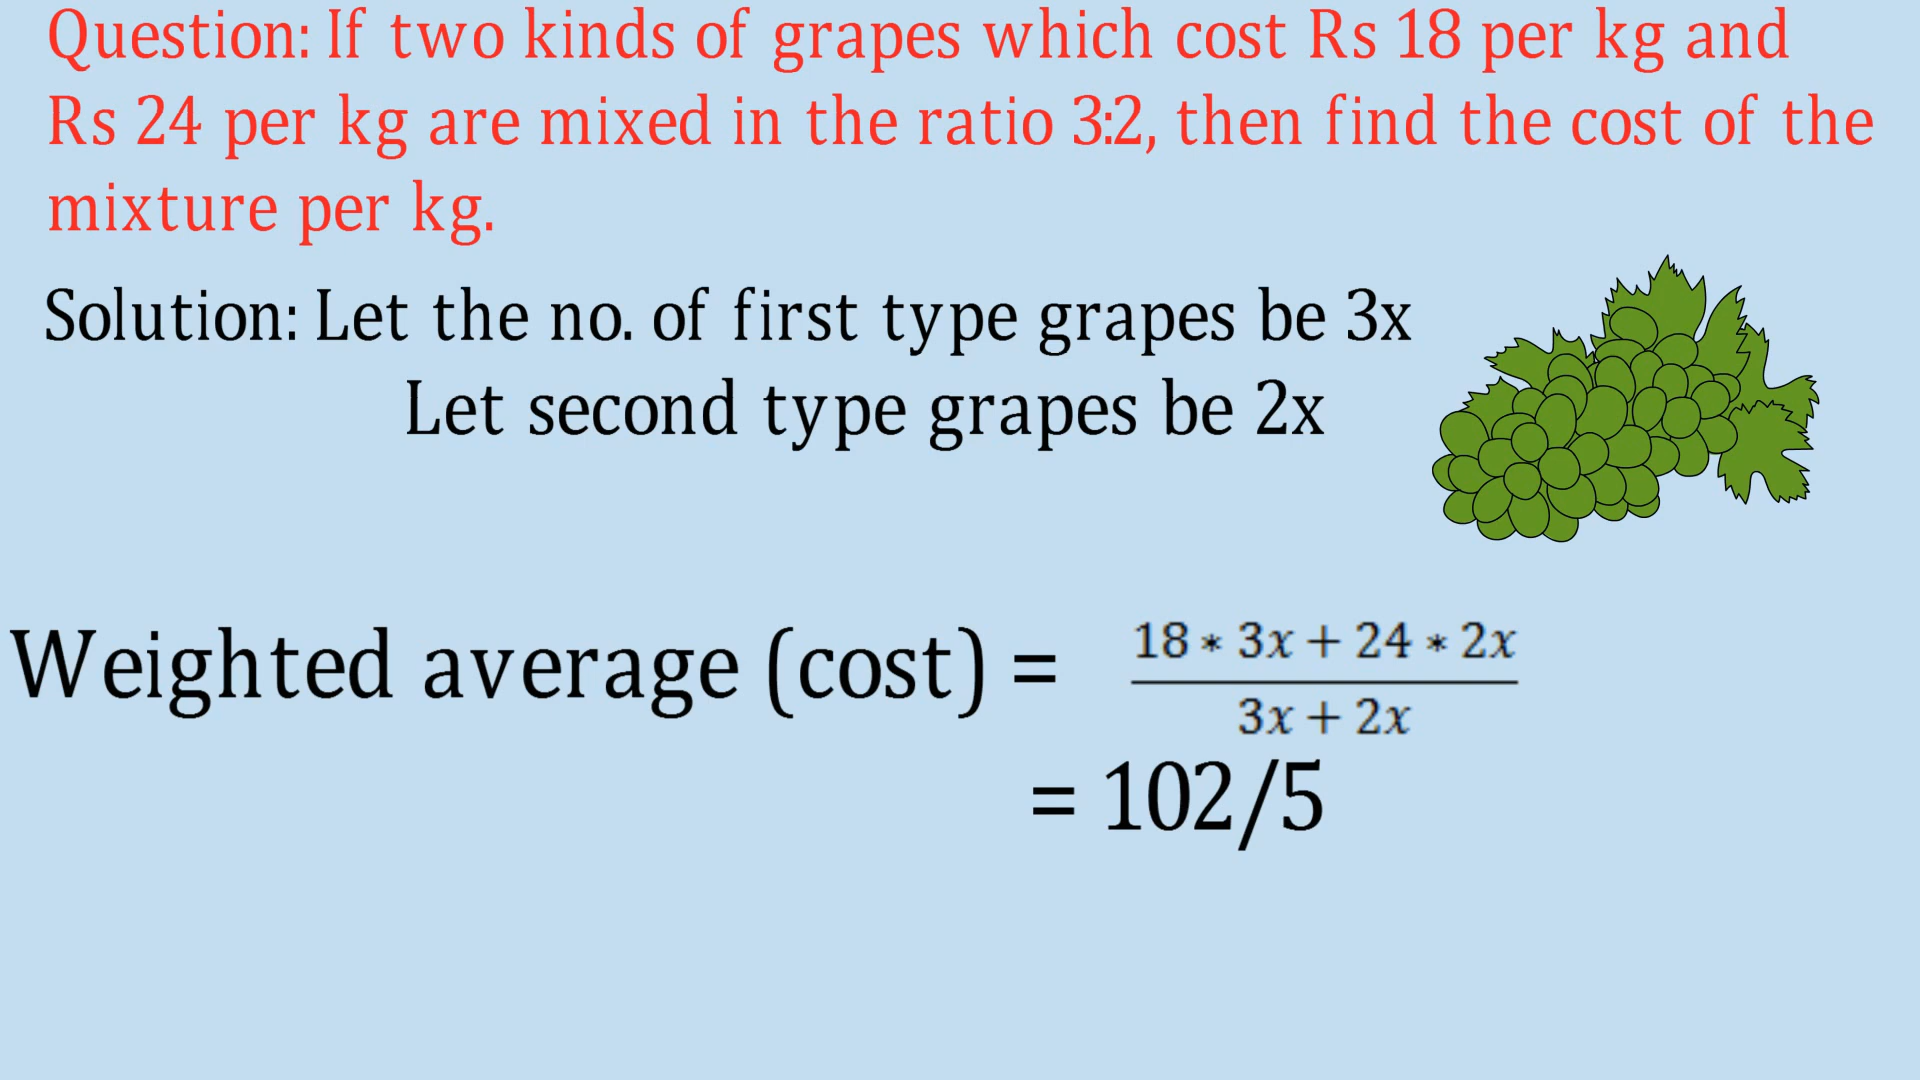 Question: If two kinds of grapes which cost Rs 18 per kg and
Rs 24 per kg are mixed in the ratio 3:2, then find the cost of the
mixture per kg.
Solution: Let the no. of first type grapes be 3x
Let second type grapes be 2x
Weighted average (cost) = \frac{18 * 3x + 24 * 2x}{3x + 2x}
= 102/5